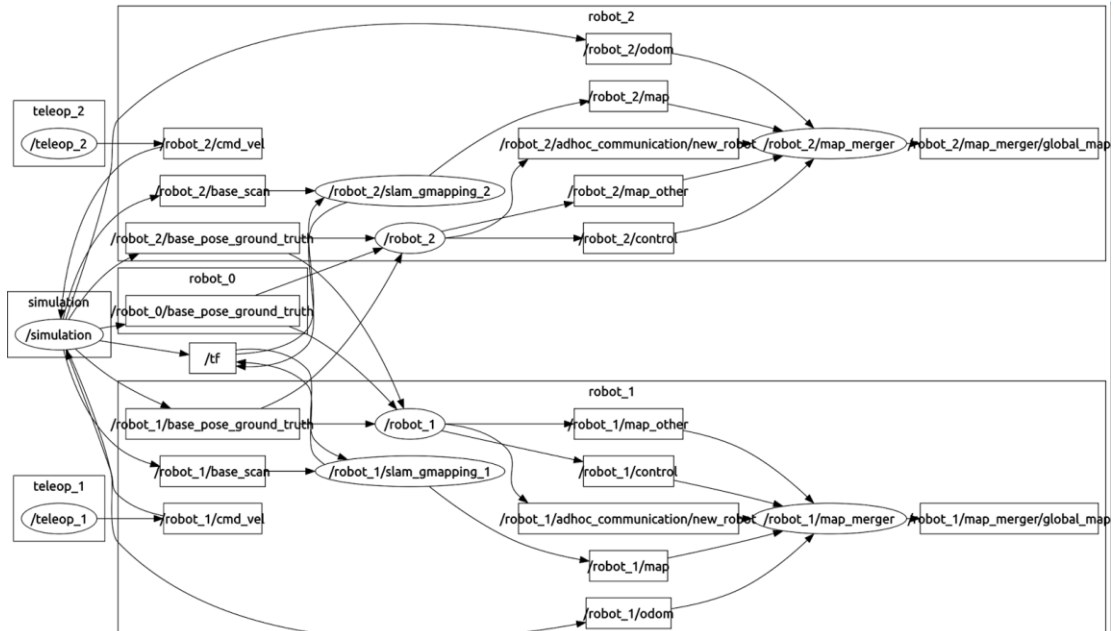 robot_2
/robot_2/odom
teleop_2
/robot_2/map
/teleop_2
/robot_2/cmd_vel
/robot_2/adhoc_communication/new_robot
/robot_2/map_merger
/robot_2/map_merger/global_map
/robot_2/base_scan
/robot_2/slam_gmapping_2
/robot_2/map_other
/robot_2/base_pose_ground_truth
/robot_2
/robot_2/control
robot_0
simulation
/robot_0/base_pose_ground_truth
/simulation
/tf
robot_1
/robot_1/base_pose_ground_truth
/robot_1
/robot_1/map_other
/robot_1/base_scan
/robot_1/slam_gmapping_1
/robot_1/control
teleop_1
/teleop_1
/robot_1/cmd_vel
/robot_1/adhoc_communication/new_robot
/robot_1/map_merger
/robot_1/map_merger/global_map
/robot_1/map
/robot_1/odom